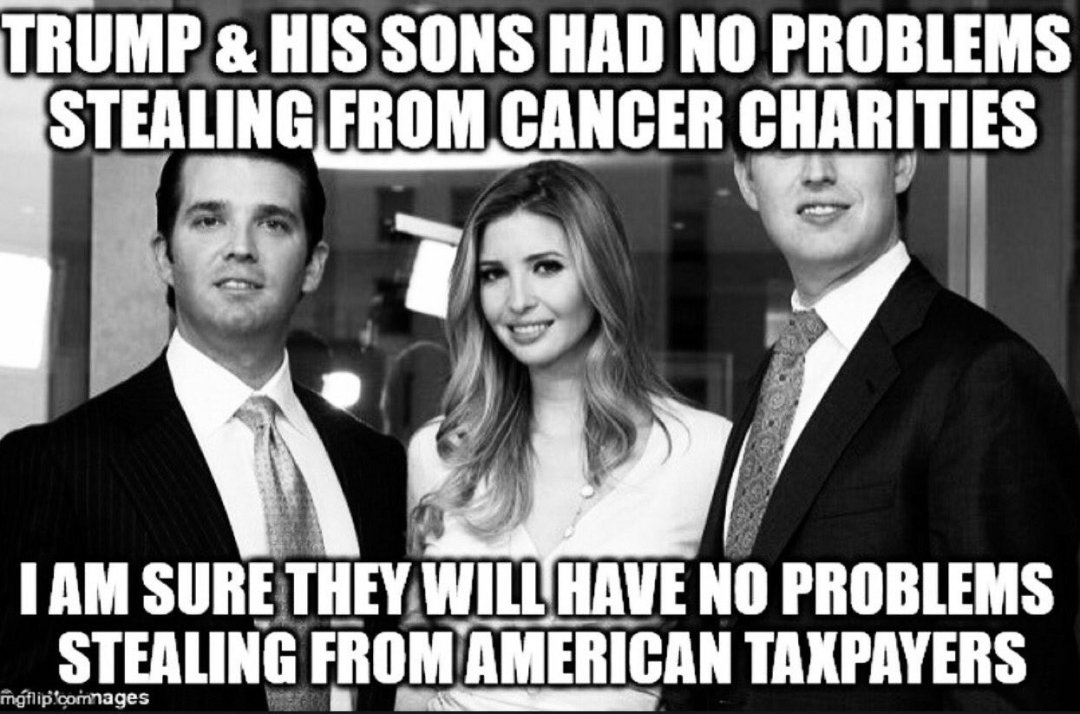 TRUMP & HIS SONS HAD NO PROBLEMS
STEALING FROM CANCER CHARITIES
I AM SURE THEY WILL HAVE NO PROBLEMS
STEALING FROM AMERICAN TAXPAYERS